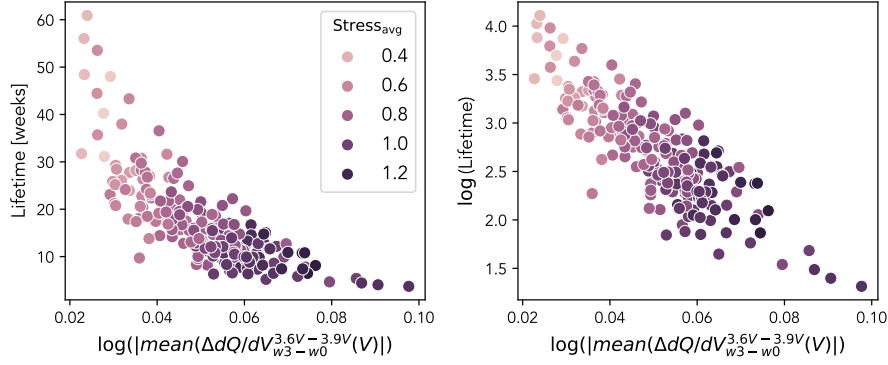 Lifetime [weeks]
60
50
40
30
20
10
0.02 0.04 0.06 0.08 0.10
log(|mean(ΔdQ/dV_{w3−w0}^{3.6V−3.9V}(V)|)
Stress_{avg}
0.4
0.6
0.8
1.0
1.2
log(Lifetime)
4.0
3.5
3.0
2.5
2.0
1.5
0.02 0.04 0.06 0.08 0.10
log(|mean(ΔdQ/dV_{w3−w0}^{3.6V−3.9V}(V)|)